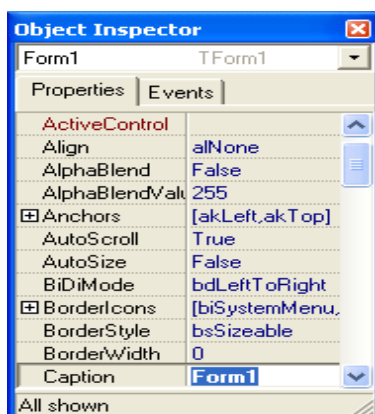 Object Inspector
Form1 TForm1
Properties Events
ActiveControl
Align alNone
AlphaBlend False
AlphaBlendValu 255
Anchors [akLeft,akTop]
AutoScroll True
AutoSize False
BiDiMode bdLeftToRight
BorderIcons [biSystemMenu,
BorderStyle bsSizeable
BorderWidth 0
Caption Form1
All shown